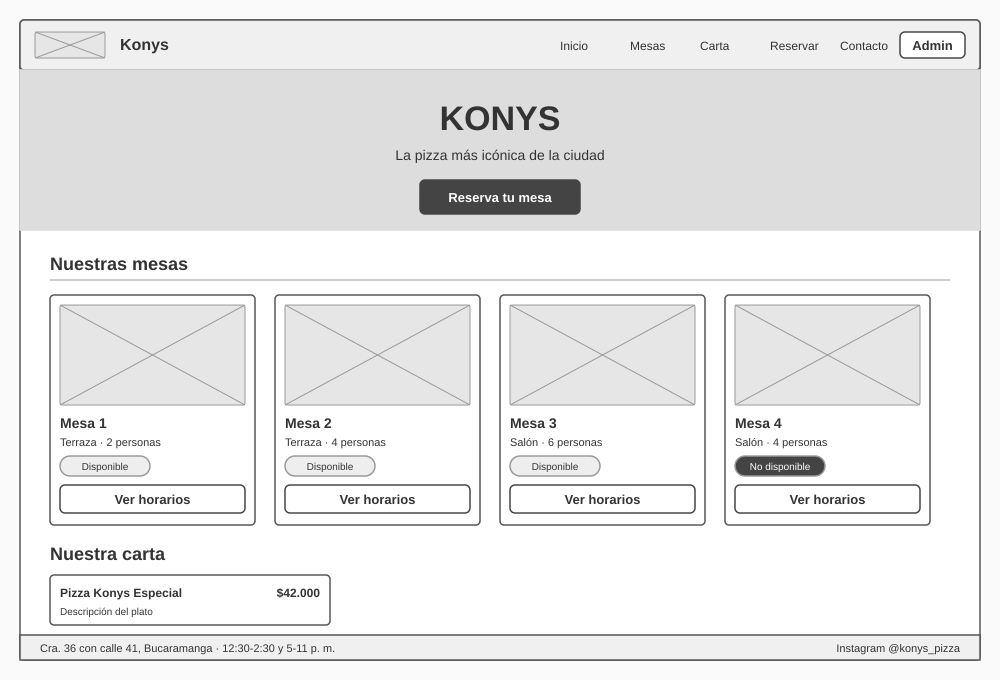 Konys
Inicio Mesas Carta Reservar Contacto Admin
KONYS
La pizza más icónica de la ciudad
Reserva tu mesa
Nuestras mesas
Mesa 1
Terraza · 2 personas
Disponible
Ver horarios
Mesa 2
Terraza · 4 personas
Disponible
Ver horarios
Mesa 3
Salón · 6 personas
Disponible
Ver horarios
Mesa 4
Salón · 4 personas
No disponible
Ver horarios
Nuestra carta
Pizza Konys Especial $42.000
Descripción del plato
Cra. 36 con calle 41, Bucaramanga · 12:30-2:30 y 5-11 p. m.
Instagram @konys_pizza